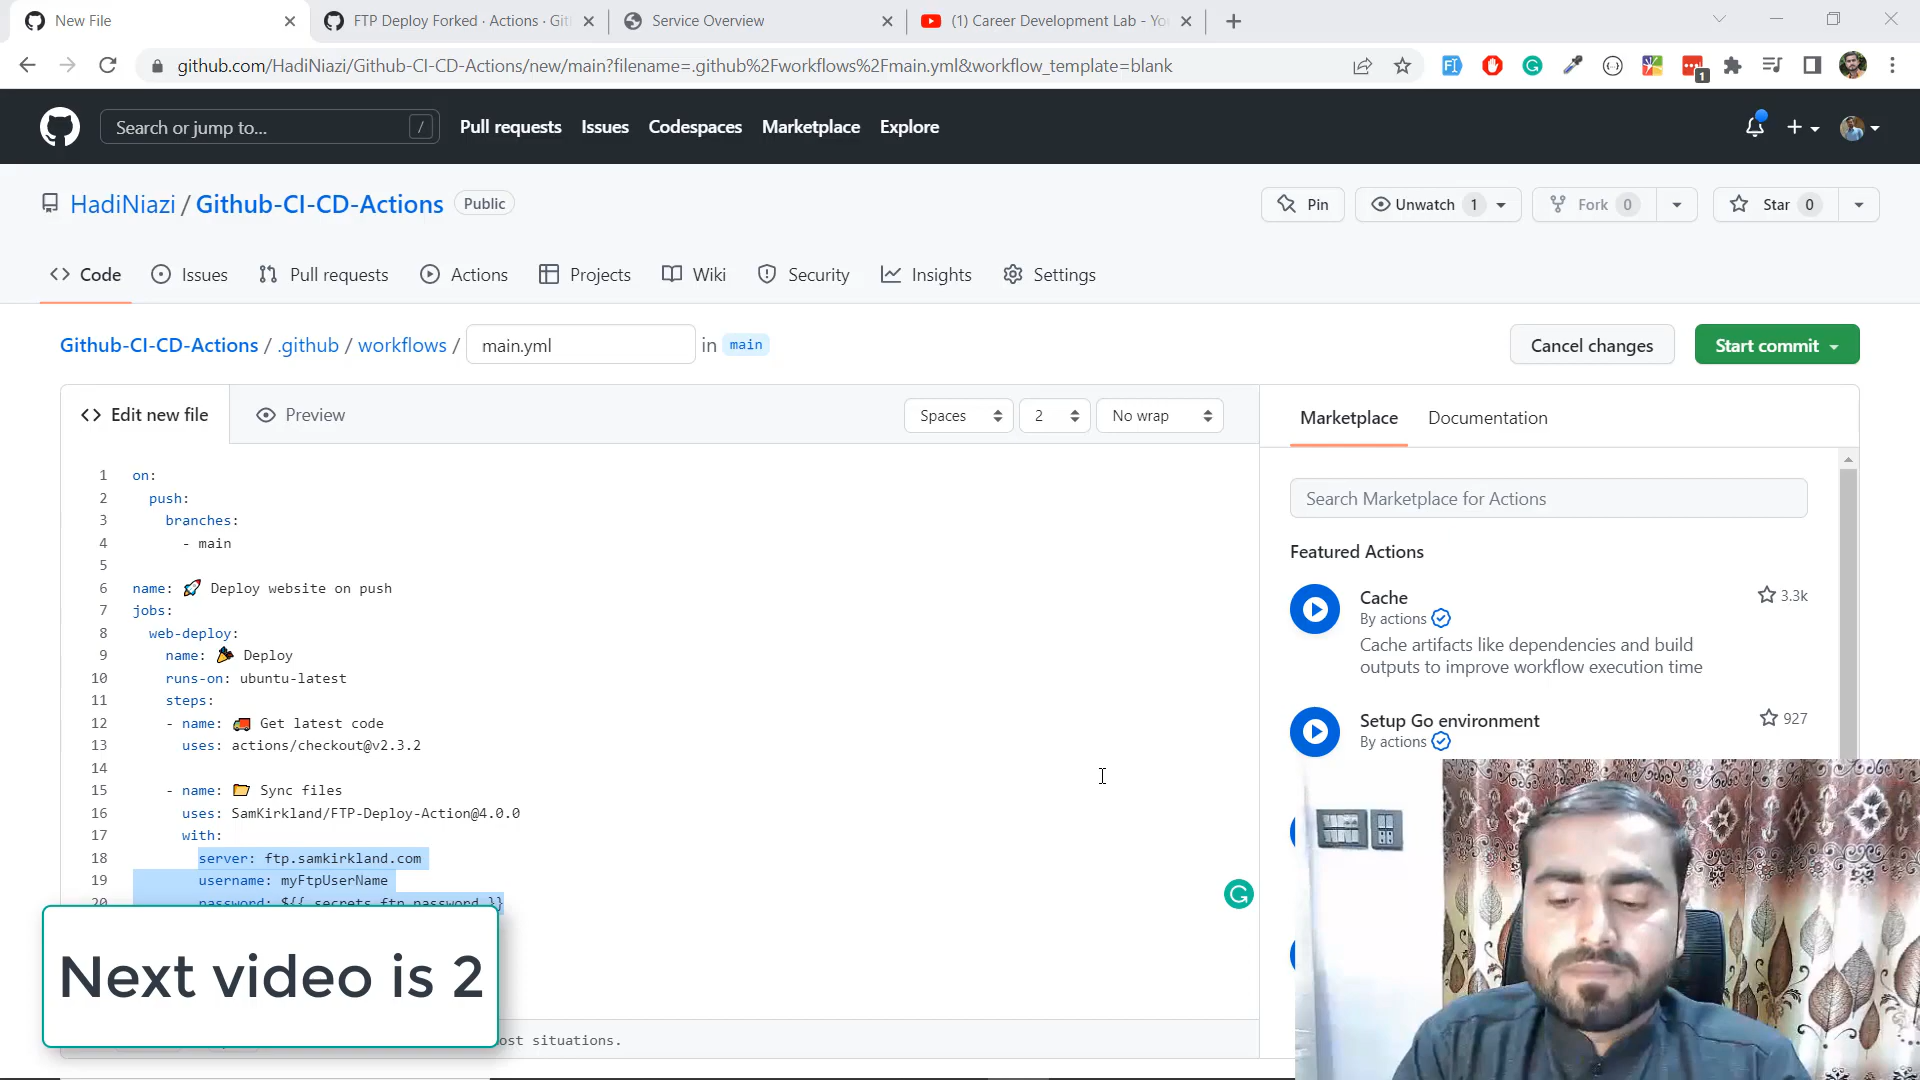 New File
FTP Deploy Forked · Actions · Git
Service Overview
(1) Career Development Lab - Yo
github.com/HadiNiazi/Github-CI-CD-Actions/new/main?filename=.github%2Fworkflows%2Fmain.yml&workflow_template=blank
1
Search or jump to... /
Pull requests
Issues
Codespaces
Marketplace
Explore
HadiNiazi / Github-CI-CD-Actions Public
Pin
Unwatch 1
Fork 0
Star 0
Code
Issues
Pull requests
Actions
Projects
Wiki
Security
Insights
Settings
Github-CI-CD-Actions / .github / workflows / main.yml in main
Cancel changes
Start commit
Edit new file
Preview
Spaces
2
No wrap
1 on:
2 push:
3 branches:
4 - main
5
6 name: 🚀 Deploy website on push
7 jobs:
8 web-deploy:
9 name: 🎉 Deploy
10 runs-on: ubuntu-latest
11 steps:
12 - name: 🚚 Get latest code
13 uses: actions/checkout@v2.3.2
14
15 - name: 📂 Sync files
16 uses: SamKirkland/FTP-Deploy-Action@4.0.0
17 with:
18 server: ftp.samkirkland.com
19 username: myFtpUserName
20 password: ${{ secrets.ftp_password }}
Next video is 2
ost situations.
Marketplace
Documentation
Search Marketplace for Actions
Featured Actions
Cache
3.3k
By actions
Cache artifacts like dependencies and build
outputs to improve workflow execution time
Setup Go environment
927
By actions